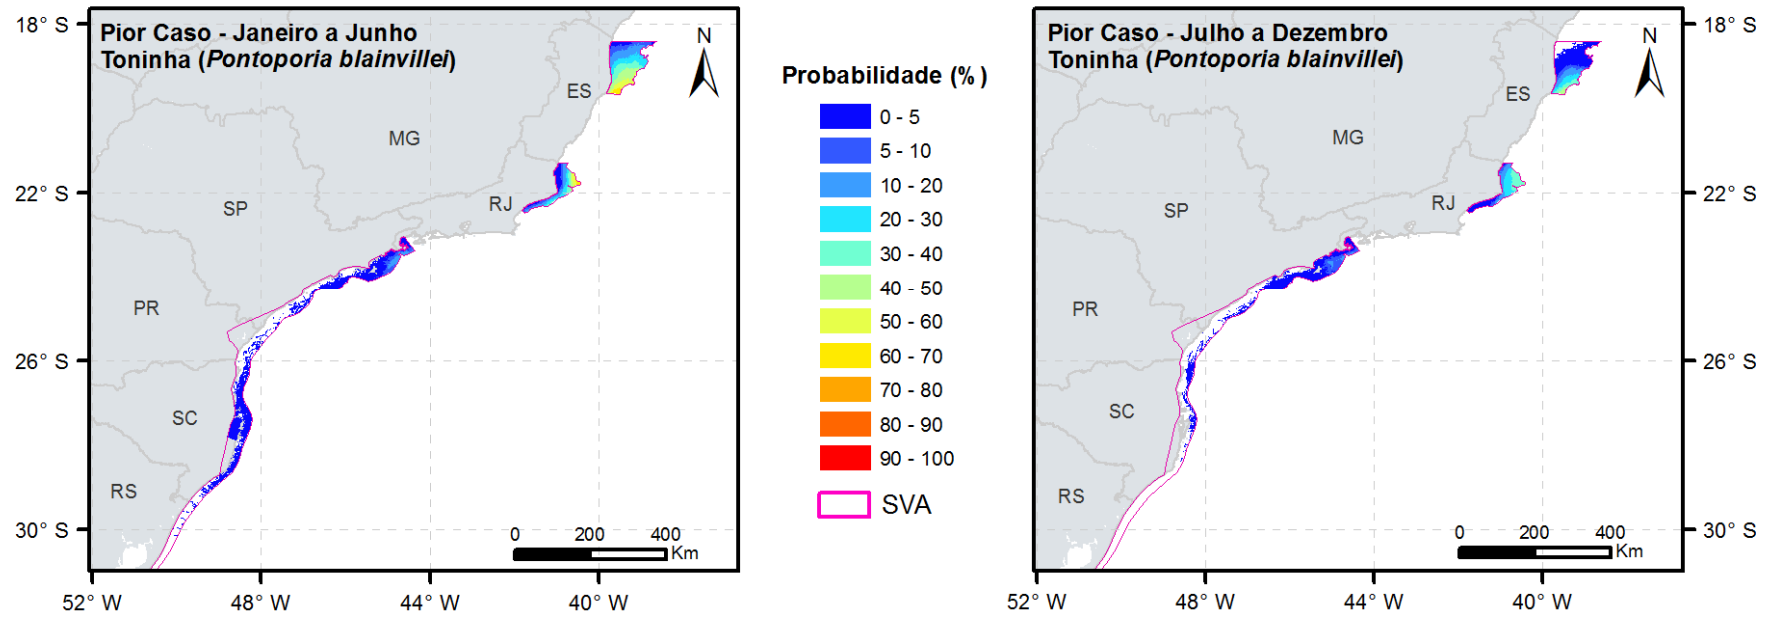 Pior Caso - Janeiro a Junho
Toninha (Pontoporia blainvillei)
N
18° S
22° S
26° S
30° S
ES
MG
RJ
SP
PR
SC
RS
0 200 400
Km
52° W
48° W
44° W
40° W
Probabilidade (%)
0 - 5
5 - 10
10 - 20
20 - 30
30 - 40
40 - 50
50 - 60
60 - 70
70 - 80
80 - 90
90 - 100
SVA
Pior Caso - Julho a Dezembro
Toninha (Pontoporia blainvillei)
N
18° S
22° S
26° S
30° S
ES
MG
RJ
SP
PR
SC
RS
0 200 400
Km
52° W
48° W
44° W
40° W